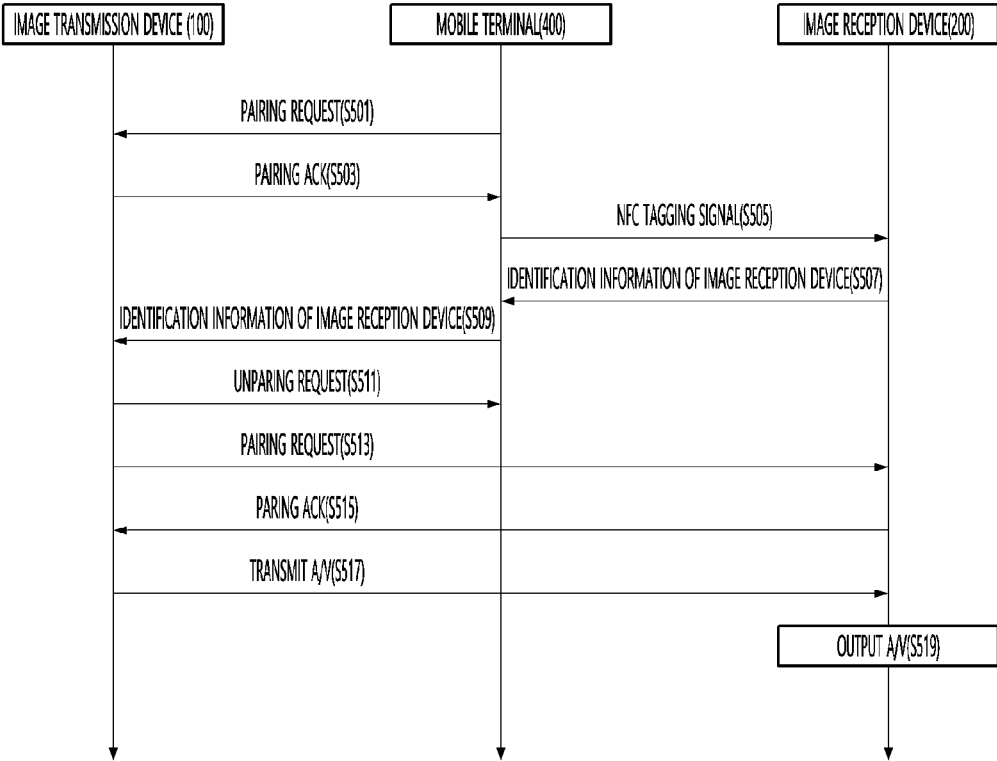 IMAGE TRANSMISSION DEVICE (100)
MOBILE TERMINAL(400)
IMAGE RECEPTION DEVICE(200)
PAIRING REQUEST(S501)
PAIRING ACK(S503)
NFC TAGGING SIGNAL(S505)
IDENTIFICATION INFORMATION OF IMAGE RECEPTION DEVICE(S507)
IDENTIFICATION INFORMATION OF IMAGE RECEPTION DEVICE(S509)
UNPARING REQUEST(S511)
PAIRING REQUEST(S513)
PARING ACK(S515)
TRANSMIT A/V(S517)
OUTPUT A/V(S519)